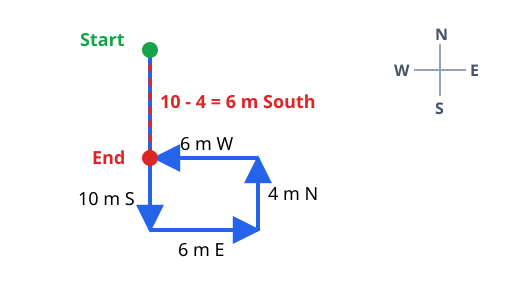 Start
N
W
E
S
10 - 4 = 6 m South
6 m W
End
10 m S
4 m N
6 m E